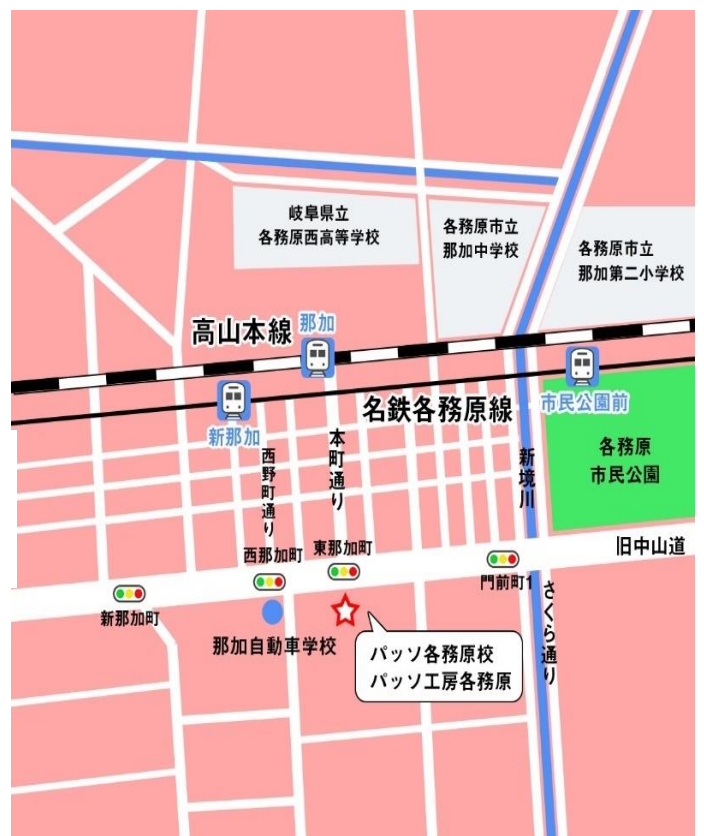 岐阜県立
各務原西高等学校
各務原市立
那加中学校
各務原市立
那加第二小学校
高山本線
那加
新那加
名鉄各務原線
市民公園前
各務原
市民公園
西野町通り
本町通り
新境川
西那加町
東那加町
旧中山道
門前町1
新那加町
さくら通り
那加自動車学校
パッソ各務原校
パッソ工房各務原